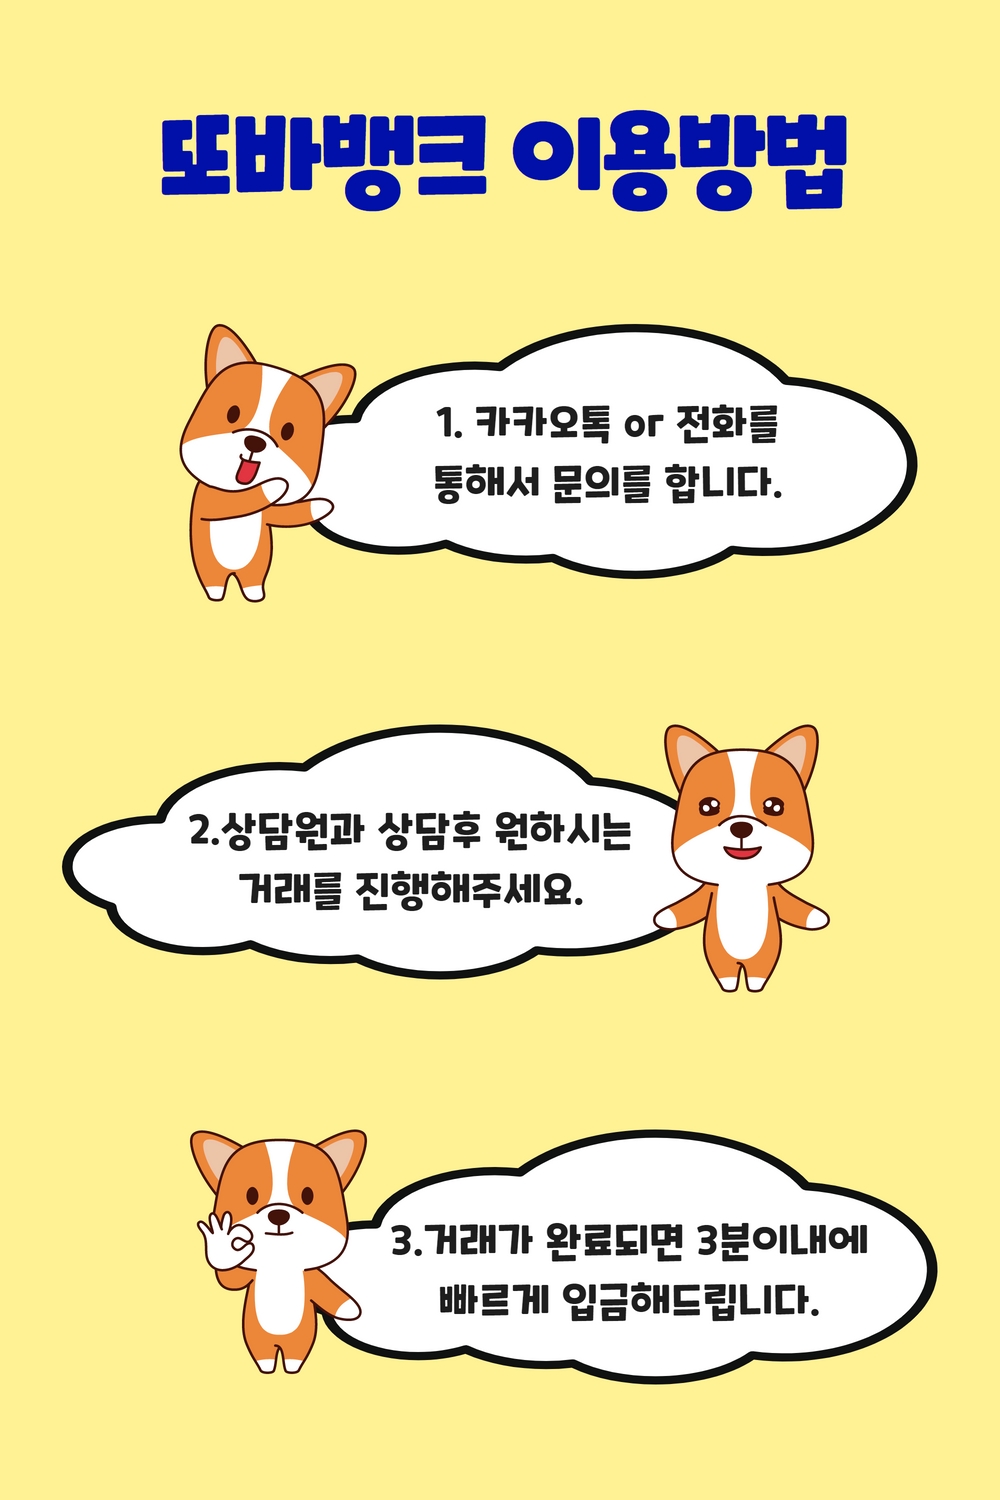 또바뱅크 이용방법
1. 카카오톡 or 전화를
통해서 문의를 합니다.
2.상담원과 상담후 원하시는
거래를 진행해주세요.
3.거래가 완료되면 3분이내에
빠르게 입금해드립니다.